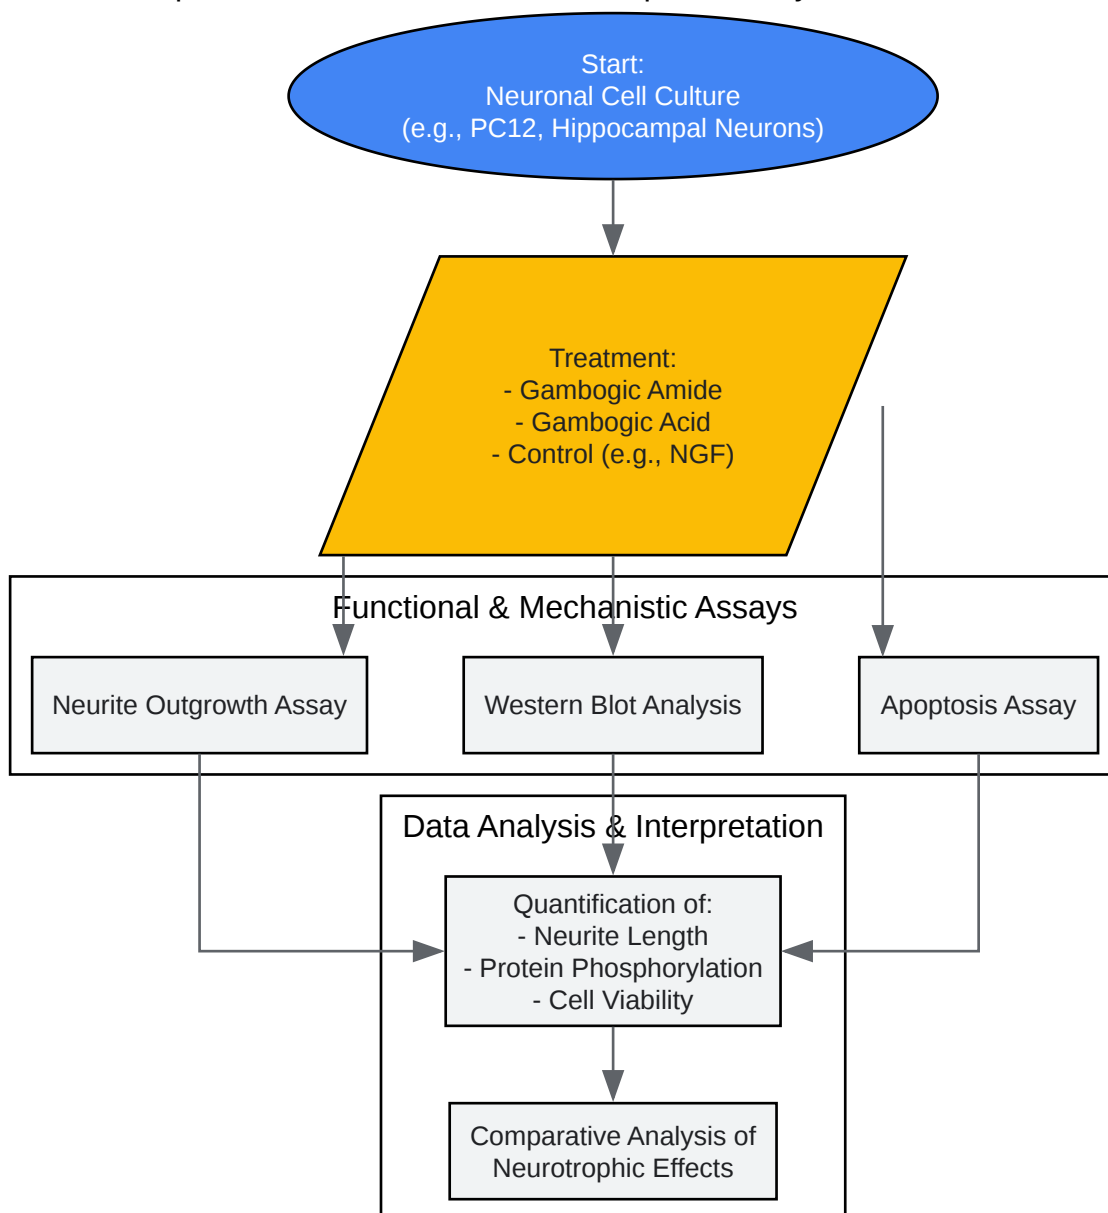 Start:
Neuronal Cell Culture
(e.g., PC12, Hippocampal Neurons)
Treatment:
- Gambogic Amide
- Gambogic Acid
- Control (e.g., NGF)
Functional & Mechanistic Assays
Neurite Outgrowth Assay
Western Blot Analysis
Apoptosis Assay
Data Analysis & Interpretation
Quantification of:
- Neurite Length
- Protein Phosphorylation
- Cell Viability
Comparative Analysis of
Neurotrophic Effects